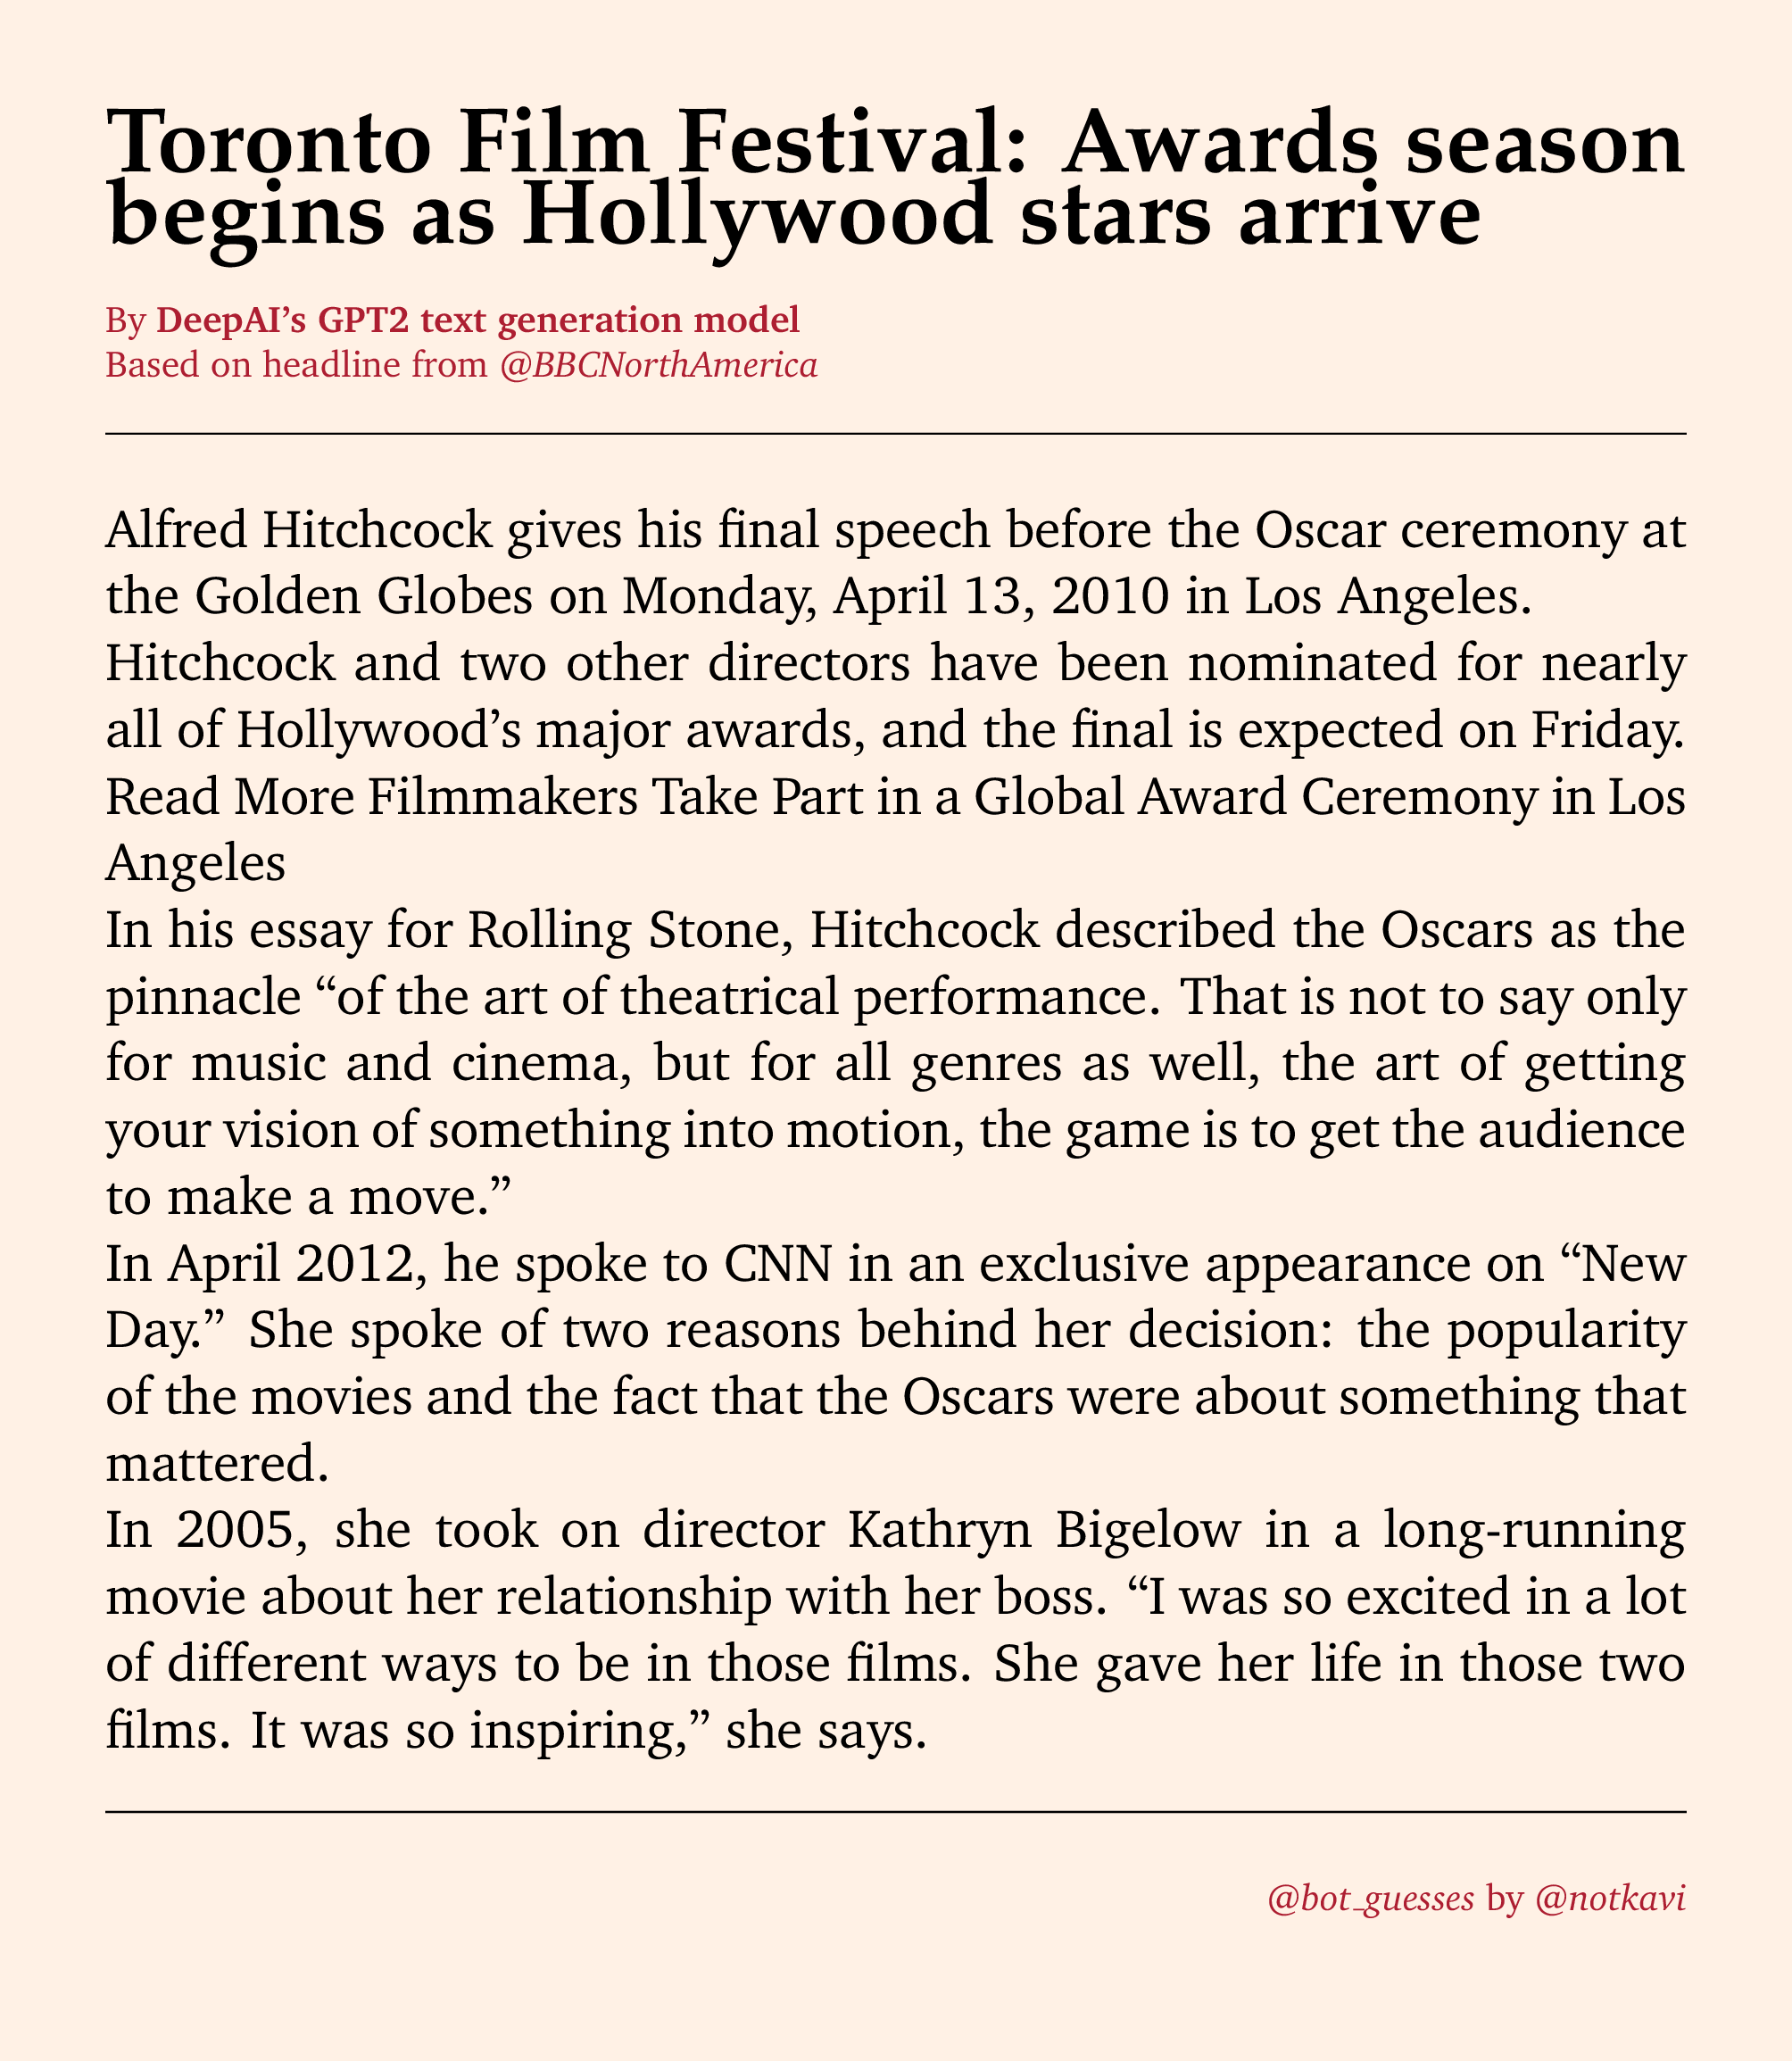 Toronto Film Festival: Awards season
begins as Hollywood stars arrive
By DeepAI’s GPT2 text generation model
Based on headline from @BBCNorthAmerica
Alfred Hitchcock gives his final speech before the Oscar ceremony at
the Golden Globes on Monday, April 13, 2010 in Los Angeles.
Hitchcock and two other directors have been nominated for nearly
all of Hollywood’s major awards, and the final is expected on Friday.
Read More Filmmakers Take Part in a Global Award Ceremony in Los
Angeles
In his essay for Rolling Stone, Hitchcock described the Oscars as the
pinnacle “of the art of theatrical performance. That is not to say only
for music and cinema, but for all genres as well, the art of getting
your vision of something into motion, the game is to get the audience
to make a move.”
In April 2012, he spoke to CNN in an exclusive appearance on “New
Day.” She spoke of two reasons behind her decision: the popularity
of the movies and the fact that the Oscars were about something that
mattered.
In 2005, she took on director Kathryn Bigelow in a long-running
movie about her relationship with her boss. “I was so excited in a lot
of different ways to be in those films. She gave her life in those two
films. It was so inspiring,” she says.
@bot_guesses by @notkavi